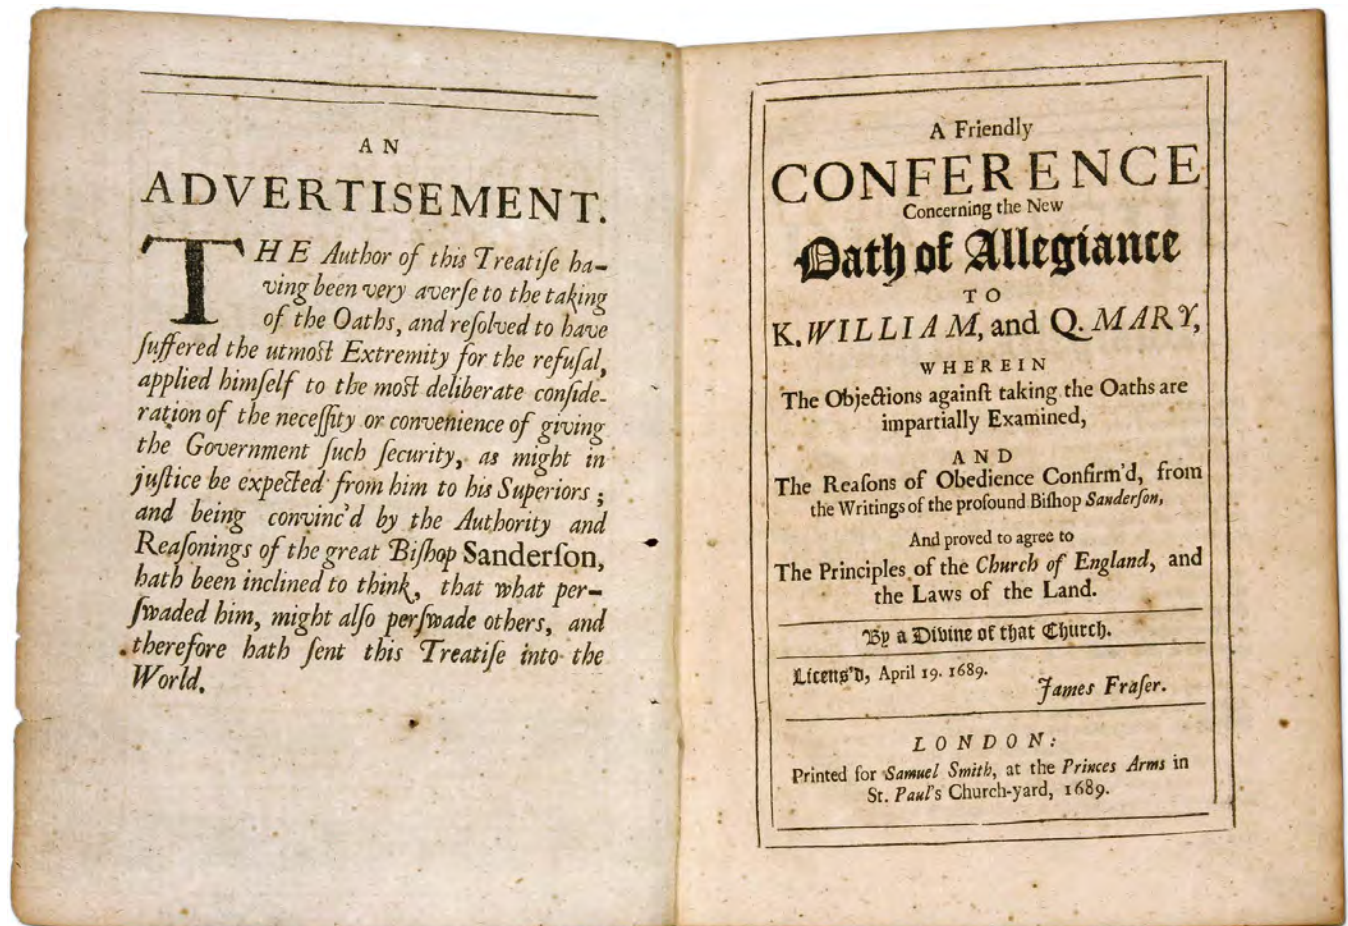 AN
ADVERTISEMENT.
THE Author of this Treatiſe ha-
ving been very averſe to the taking
of the Oaths, and reſolved to have
ſuffered the utmoſt Extremity for the refuſal,
applied himſelf to the moſt deliberate conſide-
ration of the neceſſity or convenience of giving
the Government ſuch ſecurity, as might in
juſtice be expected from him to his Superiors ;
and being convinc'd by the Authority and
Reaſonings of the great Biſhop Sanderſon,
hath been inclined to think, that what per-
ſwaded him, might alſo perſwade others, and
therefore hath ſent this Treatiſe into the
World.
A Friendly
CONFERENCE
Concerning the New
Oath of Allegiance
TO
K. WILLIAM, and Q. MARY,
WHEREIN
The Objections againſt taking the Oaths are
impartially Examined,
AND
The Reaſons of Obedience Confirm'd, from
the Writings of the profound Biſhop Sanderſon,
And proved to agree to
The Principles of the Church of England, and
the Laws of the Land.
By a Divine of that Church.
Licens'd, April 19. 1689.
James Fraſer.
LONDON:
Printed for Samuel Smith, at the Princes Arms in
St. Paul's Church-yard, 1689.